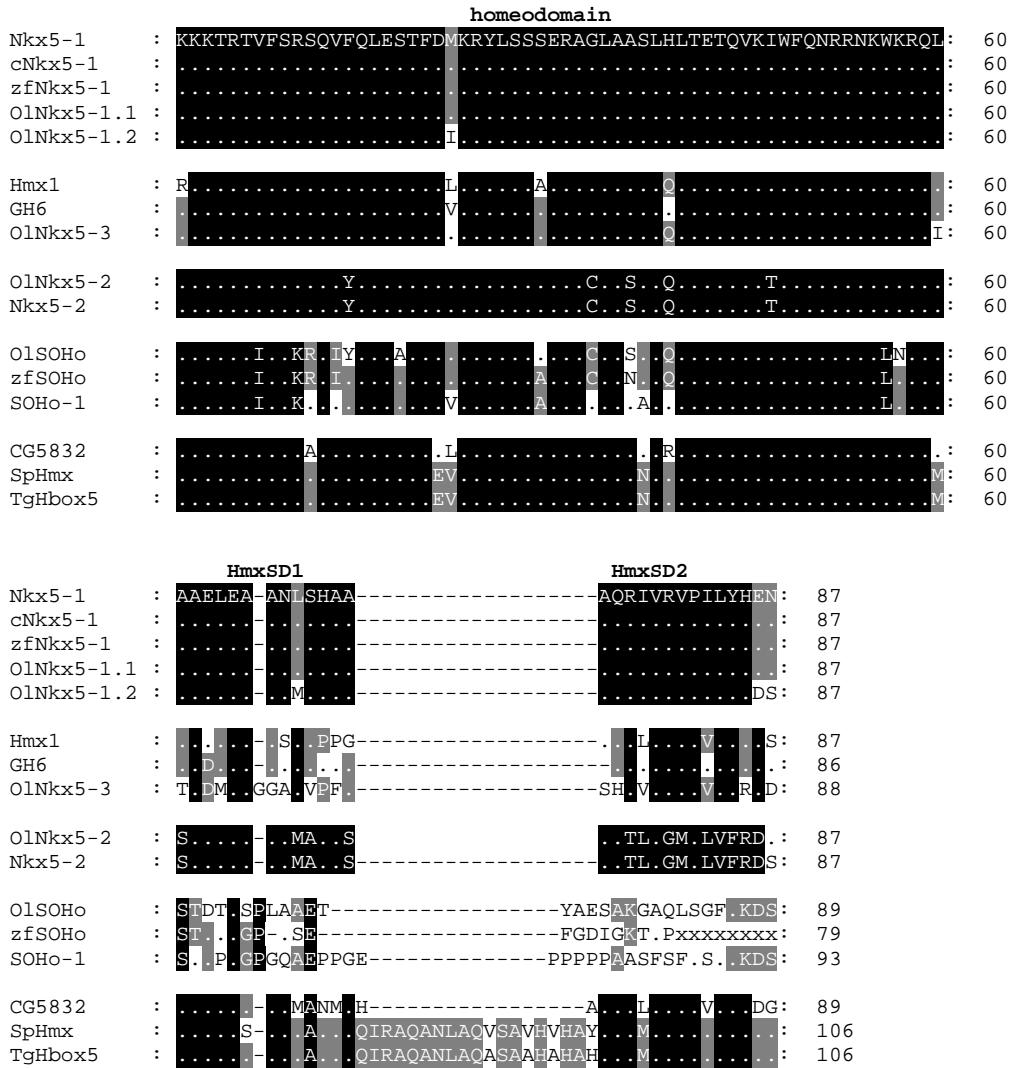 homeodomain
Nkx5-1 : KKKTRTVFSRSQVFQLESTFDMKRYLSSSERAGLAASLHLTETQVKIWFQNRRNKWKRQL: 60
cNkx5-1 : ............................................................: 60
zfNkx5-1 : ............................................................: 60
OlNkx5-1.1 : ............................................................: 60
OlNkx5-1.2 : .....................I......................................: 60
Hmx1 : R....................L......A.........Q.....................: 60
GH6 : .....................V......................................: 60
OlNkx5-3 : ......................................Q....................I: 60
OlNkx5-2 : .............Y..................C..S..Q.......T.............: 60
Nkx5-2 : .............Y..................C..S..Q.......T.............: 60
OlSOHo : ......I..KR.IY...A..............C..S..Q................LN...: 60
zfSOHo : ......I..KR.I...............A...C..N..Q................L....: 60
SOHo-1 : ......I..K...........V......A.......A..................L....: 60
CG5832 : ..........A..........L................R.....................: 60
SpHmx : ....................EV..............N......................M: 60
TgHbox5 : ....................EV..............N......................M: 60
HmxSD1 HmxSD2
Nkx5-1 : AAELEA-ANLSHAA-------------------AQRIVRVPILYHEN: 87
cNkx5-1 : ......-.......-------------------..............: 87
zfNkx5-1 : ......-.......-------------------..............: 87
OlNkx5-1.1 : ......-.......-------------------..............: 87
OlNkx5-1.2 : ......-..M....-------------------............DS: 87
Hmx1 : ......-.S..PPG-------------------...L....V....S: 87
GH6 : ..D...-.......--------------------.............: 86
OlNkx5-3 : T.DM..GGA.VPF.-------------------SH.V....V..R.D: 88
OlNkx5-2 : S.....-..MA..S ..TL.GM.LVFRD.: 87
Nkx5-2 : S.....-..MA..S-------------------..TL.GM.LVFRDS: 87
OlSOHo : STDT.SPLAAET------------------YAESAKGAQLSGF.KDS: 89
zfSOHo : ST...GP-.SE-------------------FGDIGKT.Pxxxxxxxx: 79
SOHo-1 : S..P.GPGQAEPPGE--------------PPPPPAASFSF.S..KDS: 93
CG5832 : ......-..MANM.H-----------------A...L....V...DG: 89
SpHmx : .....S-...A...QIRAQANLAQVSAVHVHAY...M..........: 106
TgHbox5 : ......-...A...QIRAQANLAQASAAHAHAH...M..........: 106